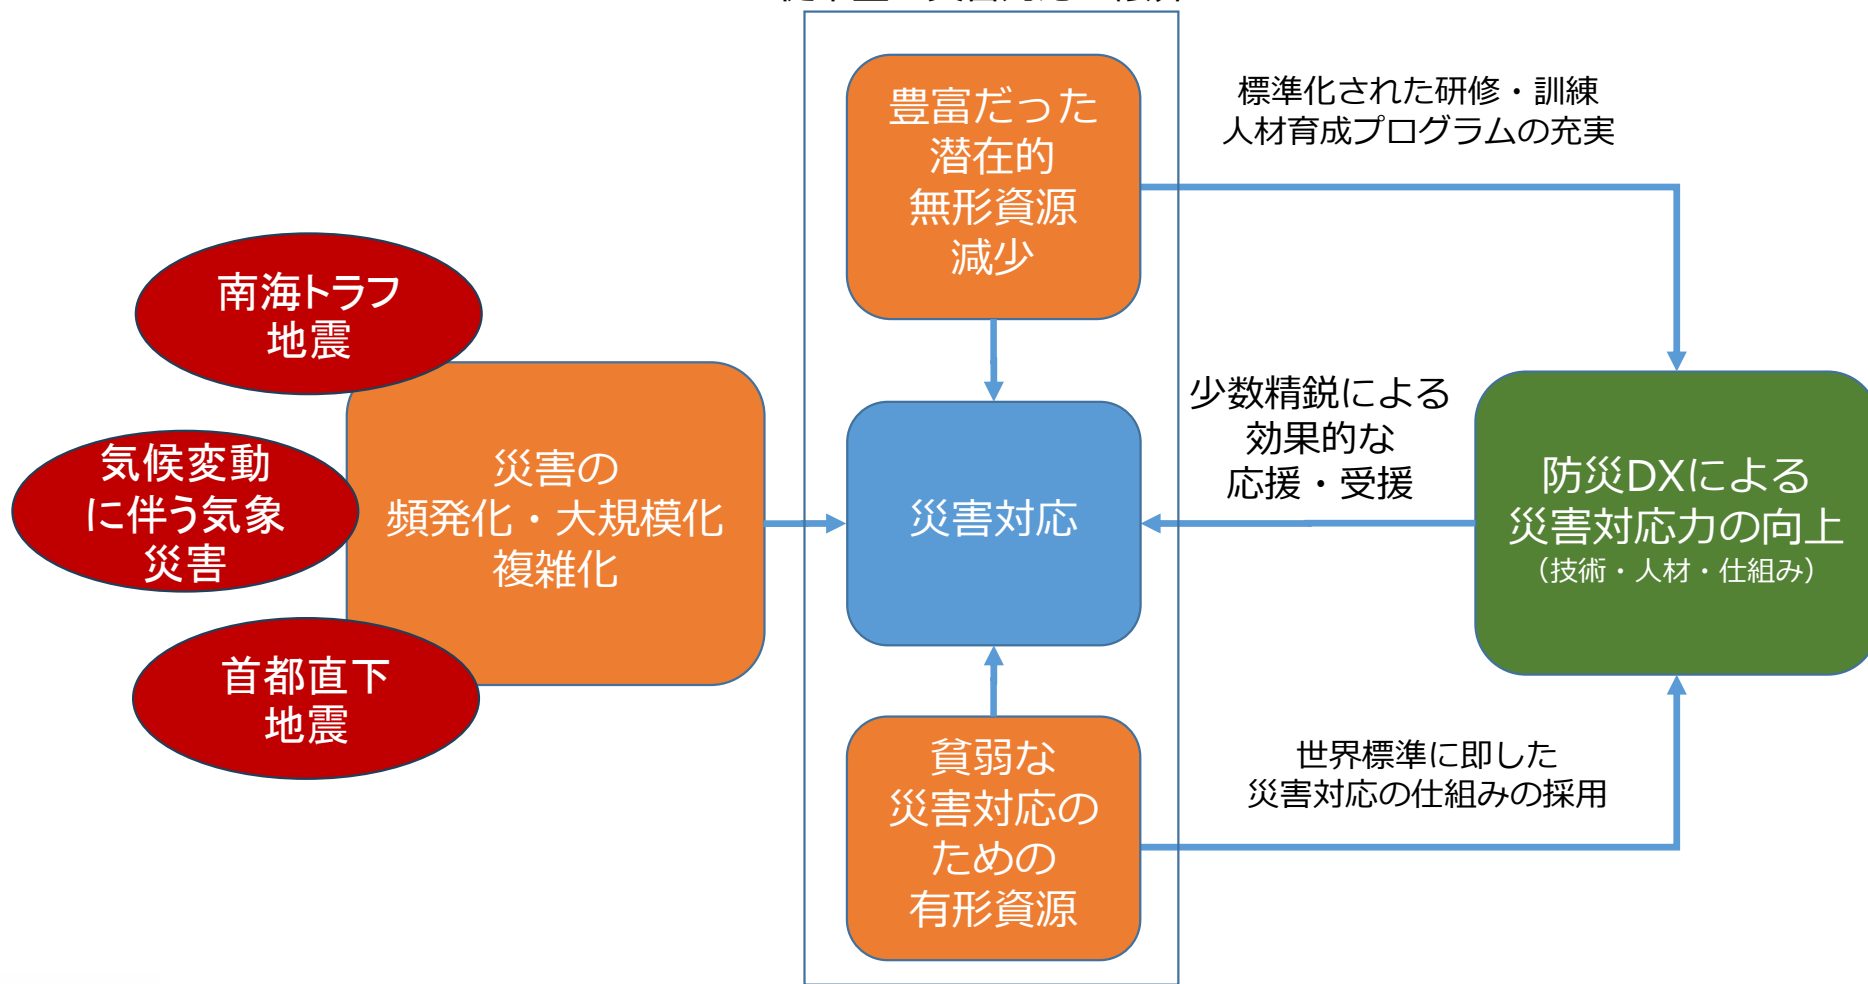 豊富だった
潜在的
無形資源
減少
標準化された研修・訓練
人材育成プログラムの充実
南海トラフ
地震
気候変動
に伴う気象
災害
首都直下
地震
災害の
頻発化・大規模化
複雑化
災害対応
少数精鋭による
効果的な
応援・受援
防災DXによる
災害対応力の向上
（技術・人材・仕組み）
貧弱な
災害対応の
ための
有形資源
世界標準に即した
災害対応の仕組みの採用